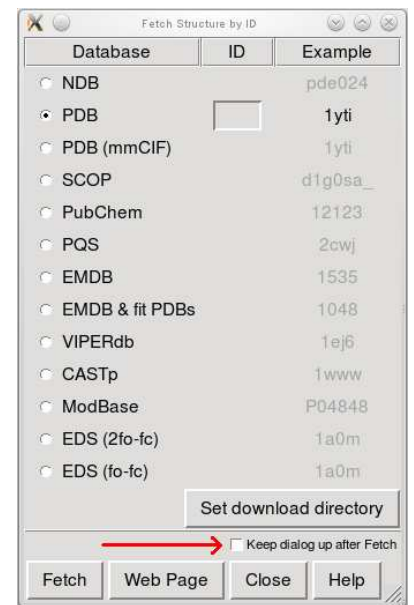 Fetch Structure by ID
Database ID Example
NDB pde024
PDB 1yti
PDB (mmCIF) 1yti
SCOP d1g0sa_
PubChem 12123
PQS 2cwj
EMDB 1535
EMDB & fit PDBs 1048
VIPERdb 1ej6
CASTp 1www
ModBase P04848
EDS (2fo-fc) 1a0m
EDS (fo-fc) 1a0m
Set download directory
Keep dialog up after Fetch
Fetch Web Page Close Help